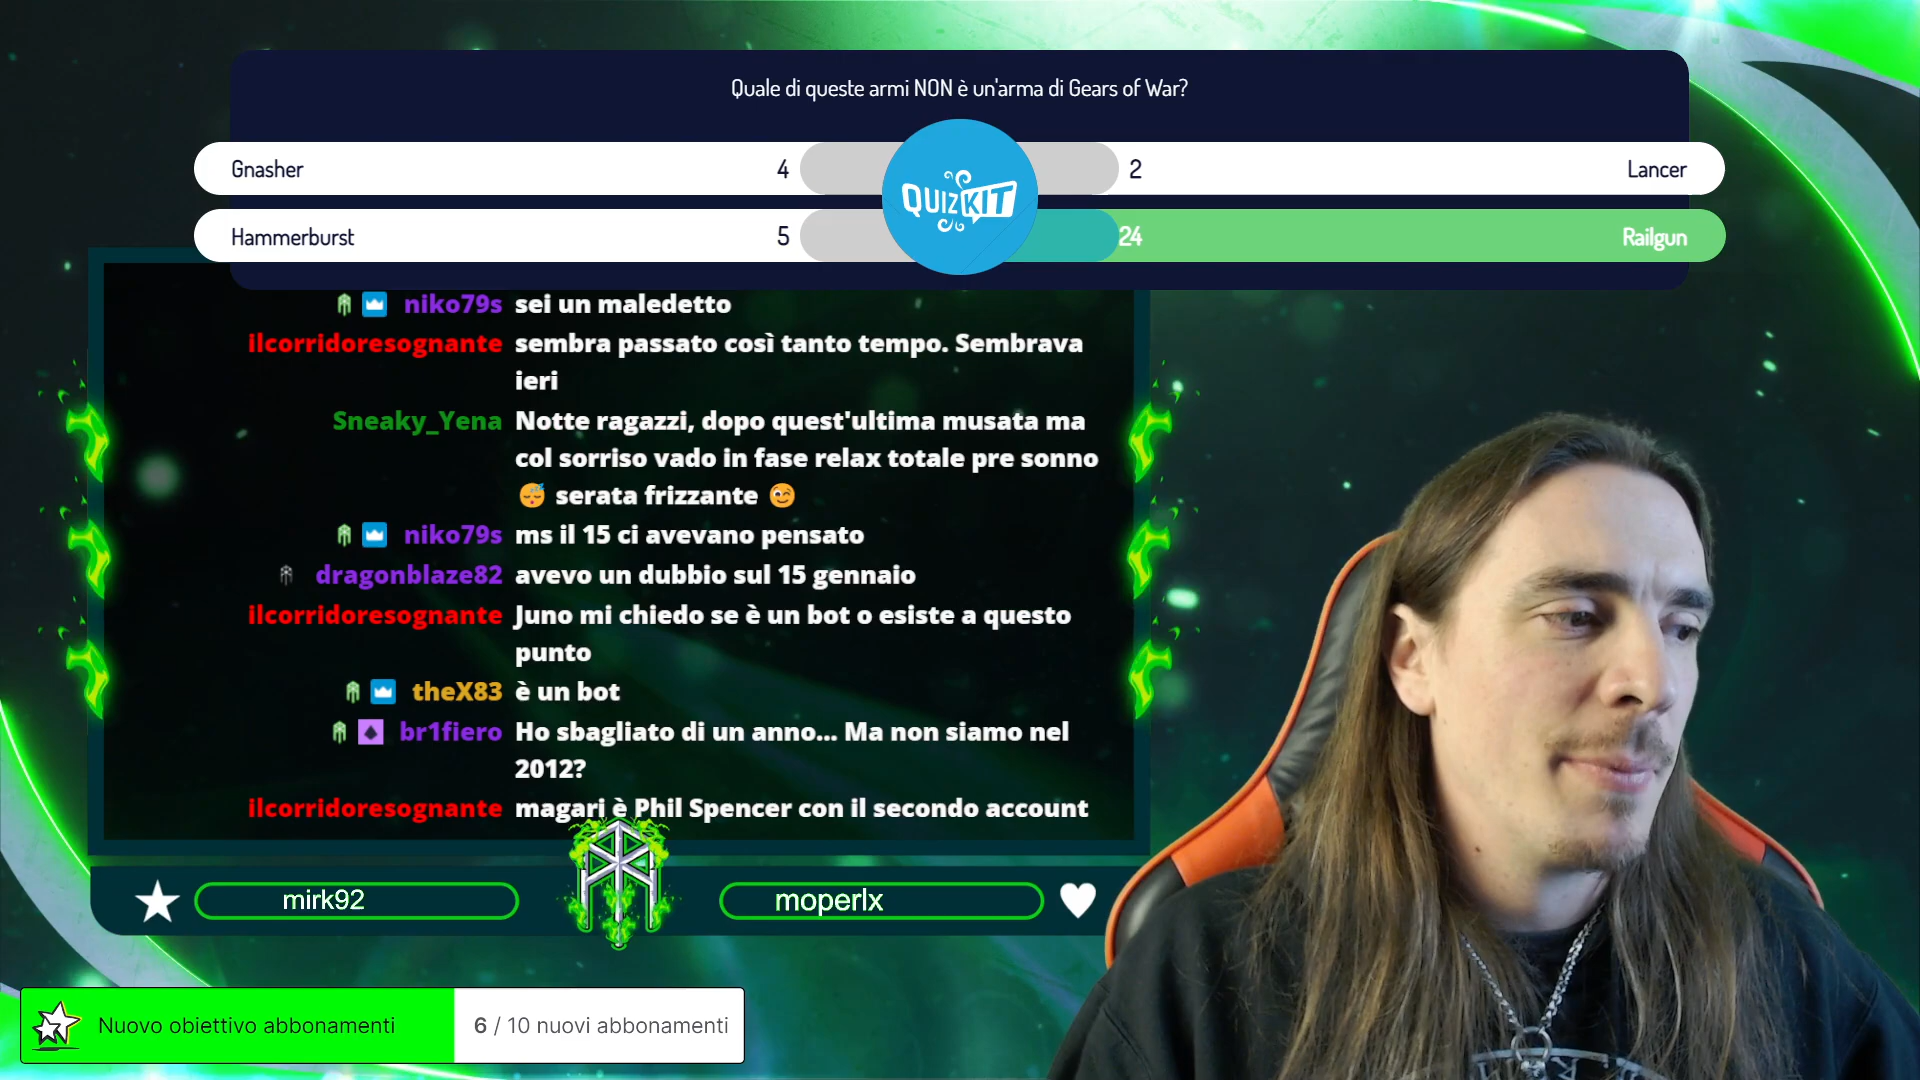 Quale di queste armi NON è un'arma di Gears of War?
Gnasher 4
2 Lancer
Hammerburst 5
24 Railgun
QUIZKIT
niko79s sei un maledetto
ilcorridoresognante sembra passato così tanto tempo. Sembrava
ieri
Sneaky_Yena Notte ragazzi, dopo quest'ultima musata ma
col sorriso vado in fase relax totale pre sonno
😴 serata frizzante 😉
niko79s ms il 15 ci avevano pensato
dragonblaze82 avevo un dubbio sul 15 gennaio
ilcorridoresognante Juno mi chiedo se è un bot o esiste a questo
punto
theX83 è un bot
br1fiero Ho sbagliato di un anno... Ma non siamo nel
2012?
ilcorridoresognante magari è Phil Spencer con il secondo account
mirk92
moperlx
Nuovo obiettivo abbonamenti
6 / 10 nuovi abbonamenti